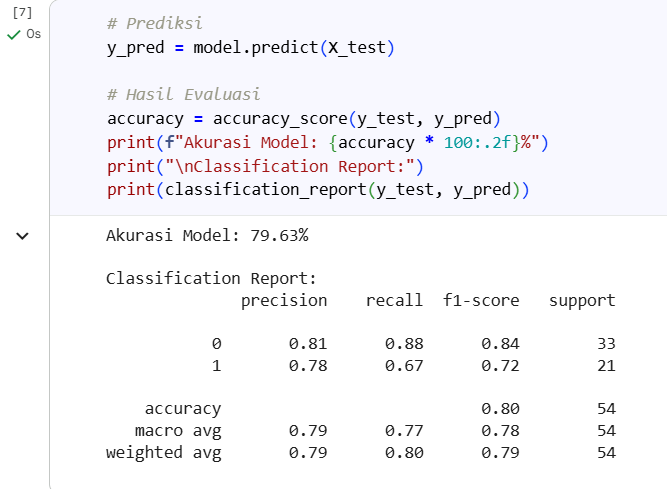 [7]
0s
# Prediksi
y_pred = model.predict(X_test)
# Hasil Evaluasi
accuracy = accuracy_score(y_test, y_pred)
print(f"Akurasi Model: {accuracy * 100:.2f}%")
print("\nClassification Report:")
print(classification_report(y_test, y_pred))
Akurasi Model: 79.63%
Classification Report:
precision recall f1-score support
0 0.81 0.88 0.84 33
1 0.78 0.67 0.72 21
accuracy 0.80 54
macro avg 0.79 0.77 0.78 54
weighted avg 0.79 0.80 0.79 54